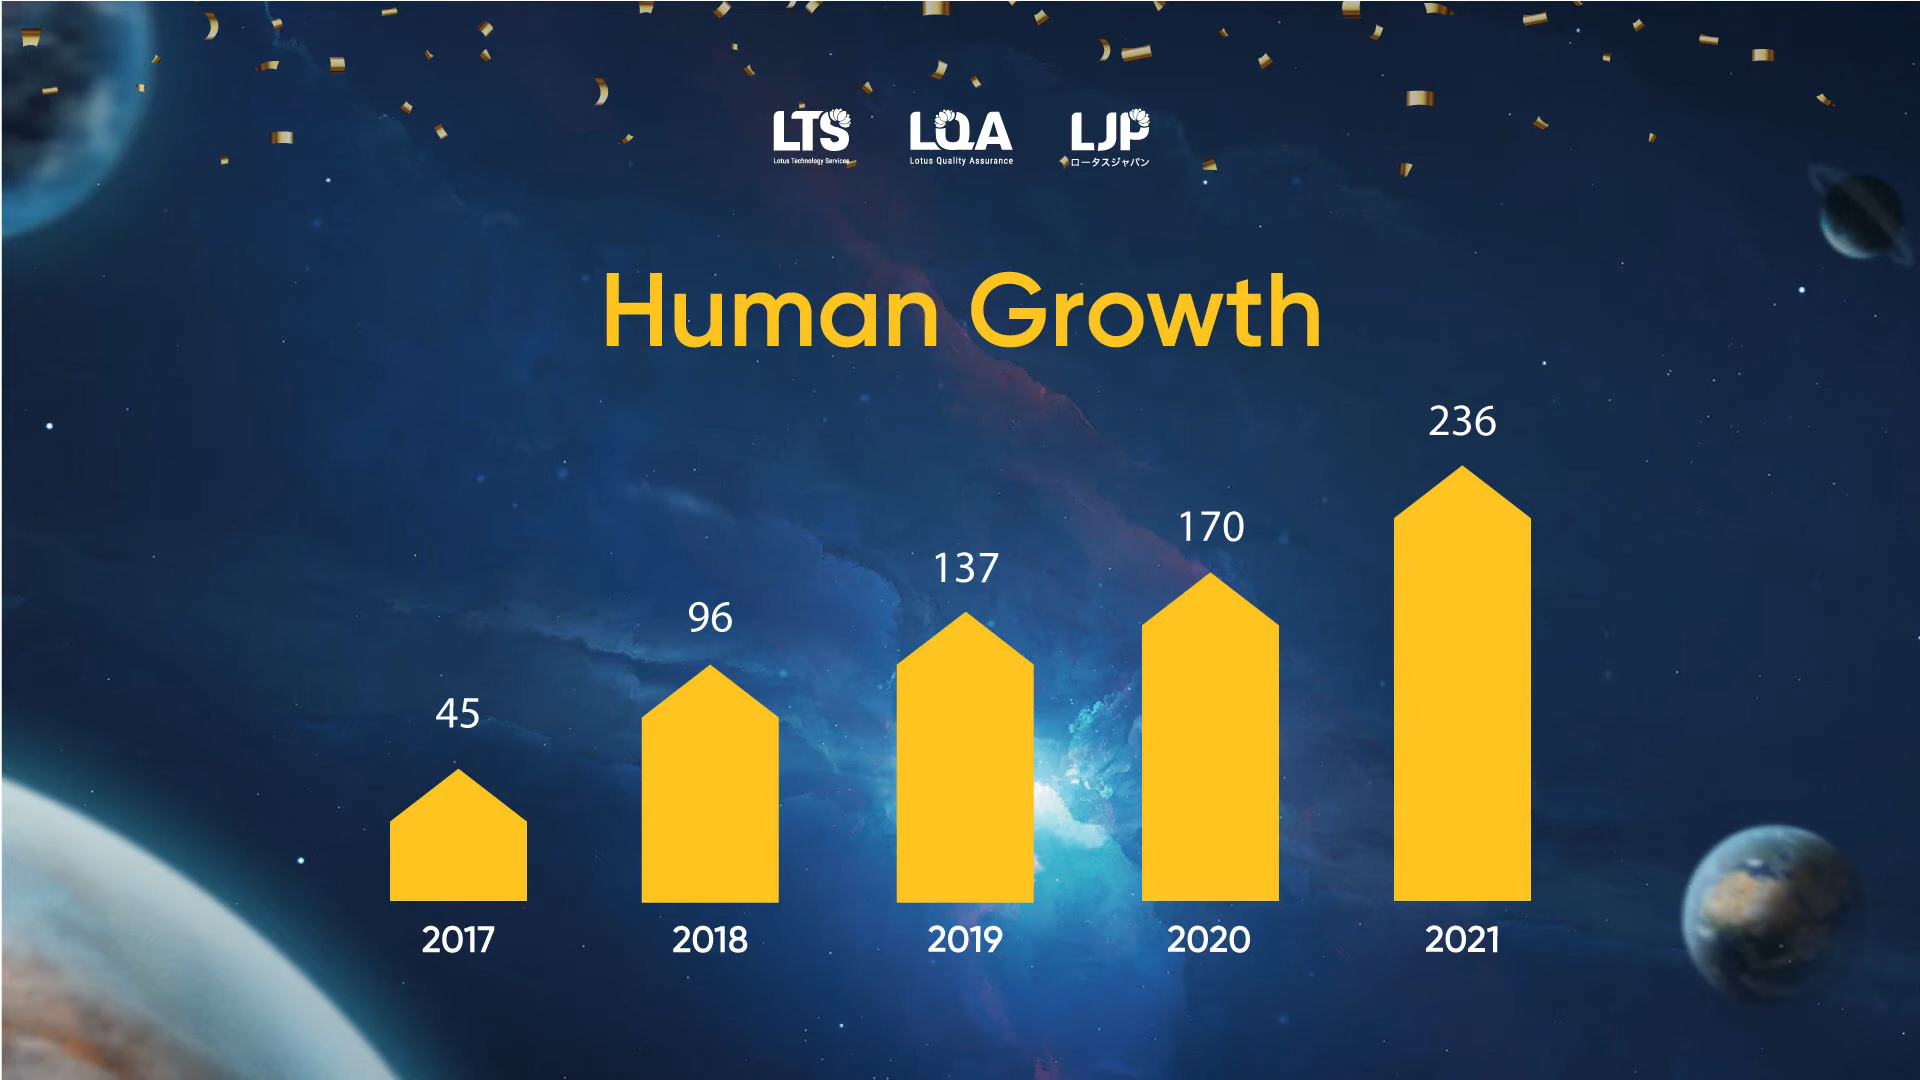 LTS LQA LJP
Lotus Technology Services Lotus Quality Assurance ロータスジャパン
Human Growth
236
170
137
96
45
2017 2018 2019 2020 2021